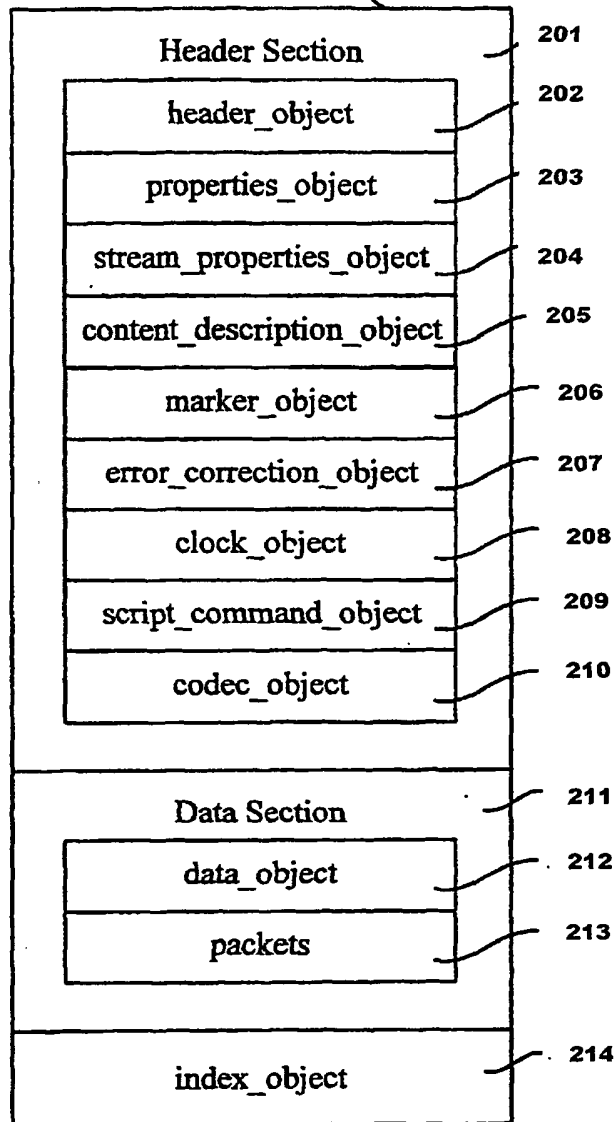 Header Section 201
header_object 202
properties_object 203
stream_properties_object 204
content_description_object 205
marker_object 206
error_correction_object 207
clock_object 208
script_command_object 209
codec_object 210
Data Section 211
data_object 212
packets 213
index_object 214